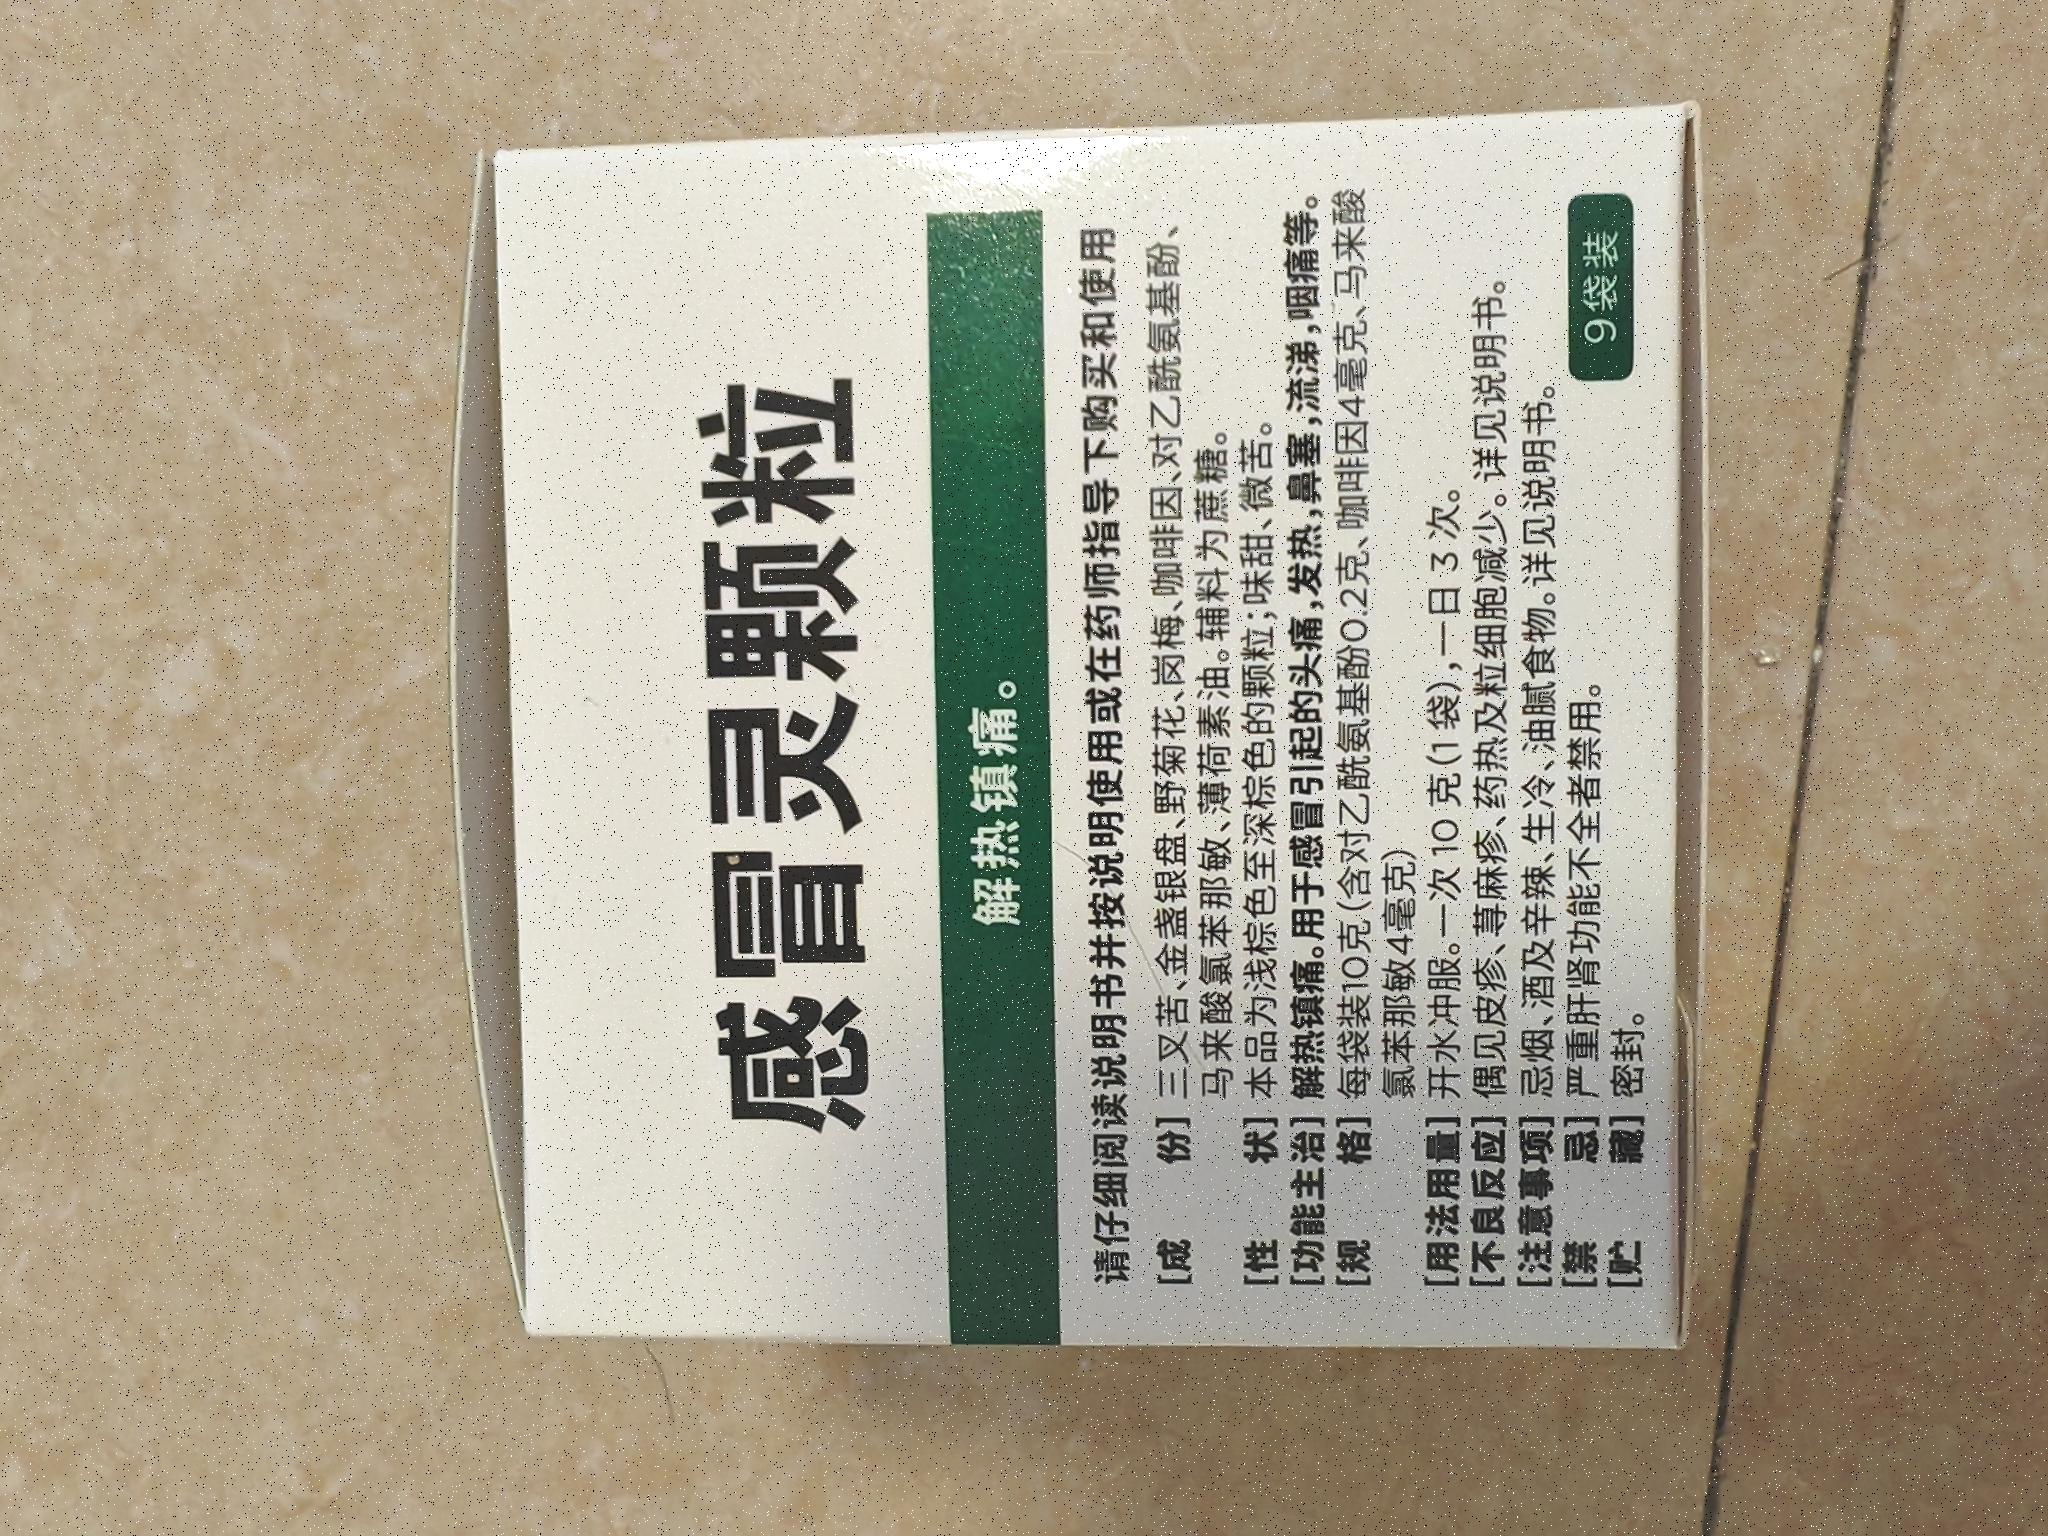 感冒灵颗粒
解热镇痛。
请仔细阅读说明书并按说明使用或在药师指导下购买和使用
[成 份] 三叉苦、金盏银盘、野菊花、岗梅、咖啡因、对乙酰氨基酚、
马来酸氯苯那敏、薄荷素油。辅料为蔗糖。
[性 状] 本品为浅棕色至深棕色的颗粒；味甜、微苦。
[功能主治] 解热镇痛。用于感冒引起的头痛，发热，鼻塞，流涕，咽痛等。
[规 格] 每袋装10克（含对乙酰氨基酚0.2克、咖啡因4毫克、马来酸
氯苯那敏4毫克）
[用法用量] 开水冲服。一次 10 克（1 袋），一日 3 次。
[不良反应] 偶见皮疹、荨麻疹、药热及粒细胞减少。详见说明书。
[注意事项] 忌烟、酒及辛辣、生冷、油腻食物。详见说明书。
[禁 忌] 严重肝肾功能不全者禁用。
[贮 藏] 密封。
9袋装